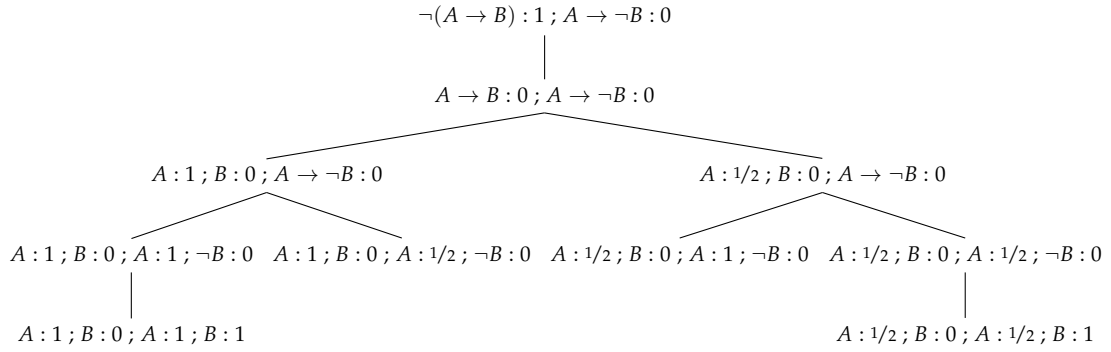 ¬(A → B) : 1 ; A → ¬B : 0
A → B : 0 ; A → ¬B : 0
A : 1 ; B : 0 ; A → ¬B : 0 A : 1/2 ; B : 0 ; A → ¬B : 0
A : 1 ; B : 0 ; A : 1 ; ¬B : 0 A : 1 ; B : 0 ; A : 1/2 ; ¬B : 0 A : 1/2 ; B : 0 ; A : 1 ; ¬B : 0 A : 1/2 ; B : 0 ; A : 1/2 ; ¬B : 0
A : 1 ; B : 0 ; A : 1 ; B : 1 A : 1/2 ; B : 0 ; A : 1/2 ; B : 1